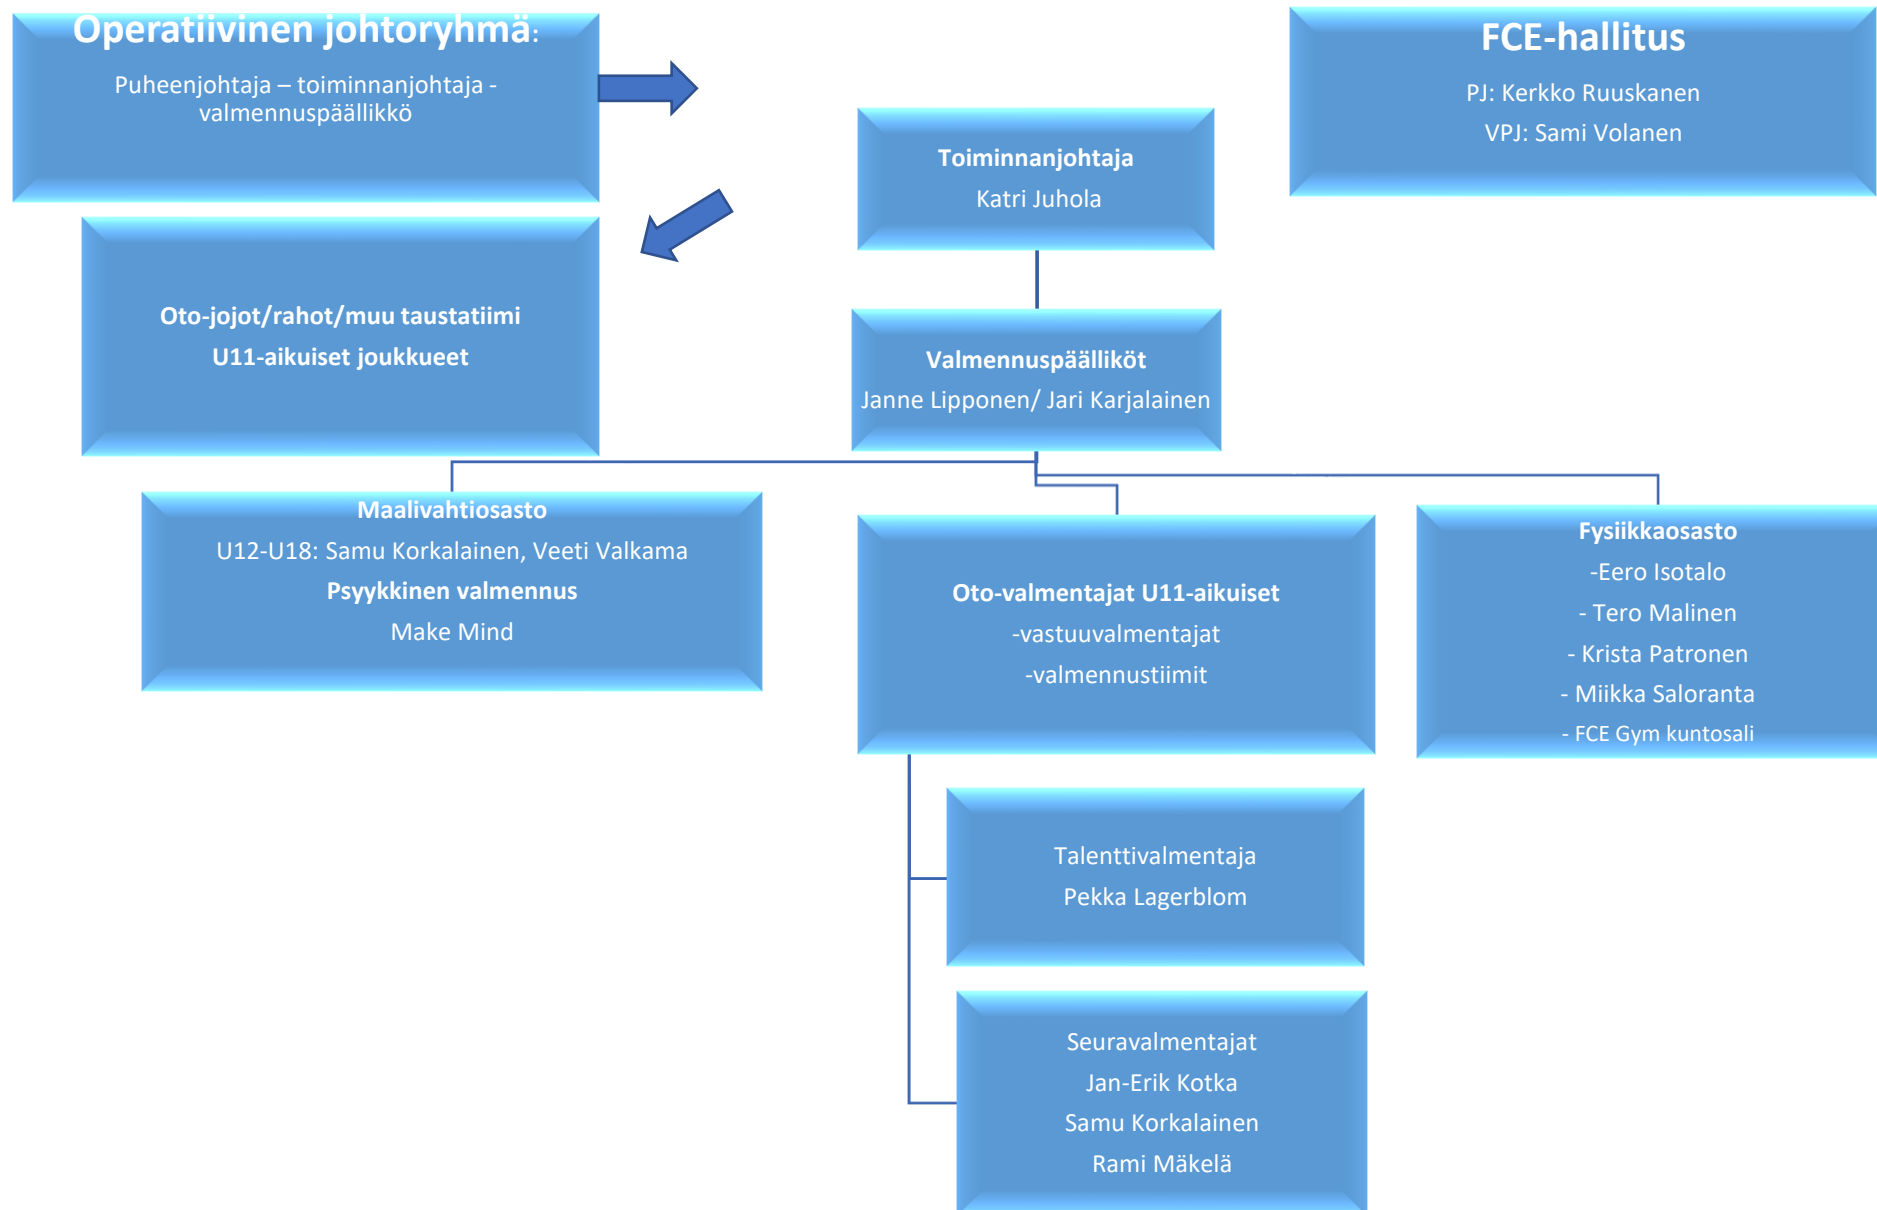 Operatiivinen johtoryhmä:
Puheenjohtaja – toiminnanjohtaja -
valmennuspäällikkö
FCE-hallitus
PJ: Kerkko Ruuskanen
VPJ: Sami Volanen
Toiminnanjohtaja
Katri Juhola
Oto-jojot/rahot/muu taustatiimi
U11-aikuiset joukkueet
Valmennuspäälliköt
Janne Lipponen/ Jari Karjalainen
Maalivahtiosasto
U12-U18: Samu Korkalainen, Veeti Valkama
Psyykkinen valmennus
Make Mind
Oto-valmentajat U11-aikuiset
-vastuuvalmentajat
-valmennustiimit
Fysiikkaosasto
-Eero Isotalo
- Tero Malinen
- Krista Patronen
- Miikka Saloranta
- FCE Gym kuntosali
Talenttivalmentaja
Pekka Lagerblom
Seuravalmentajat
Jan-Erik Kotka
Samu Korkalainen
Rami Mäkelä